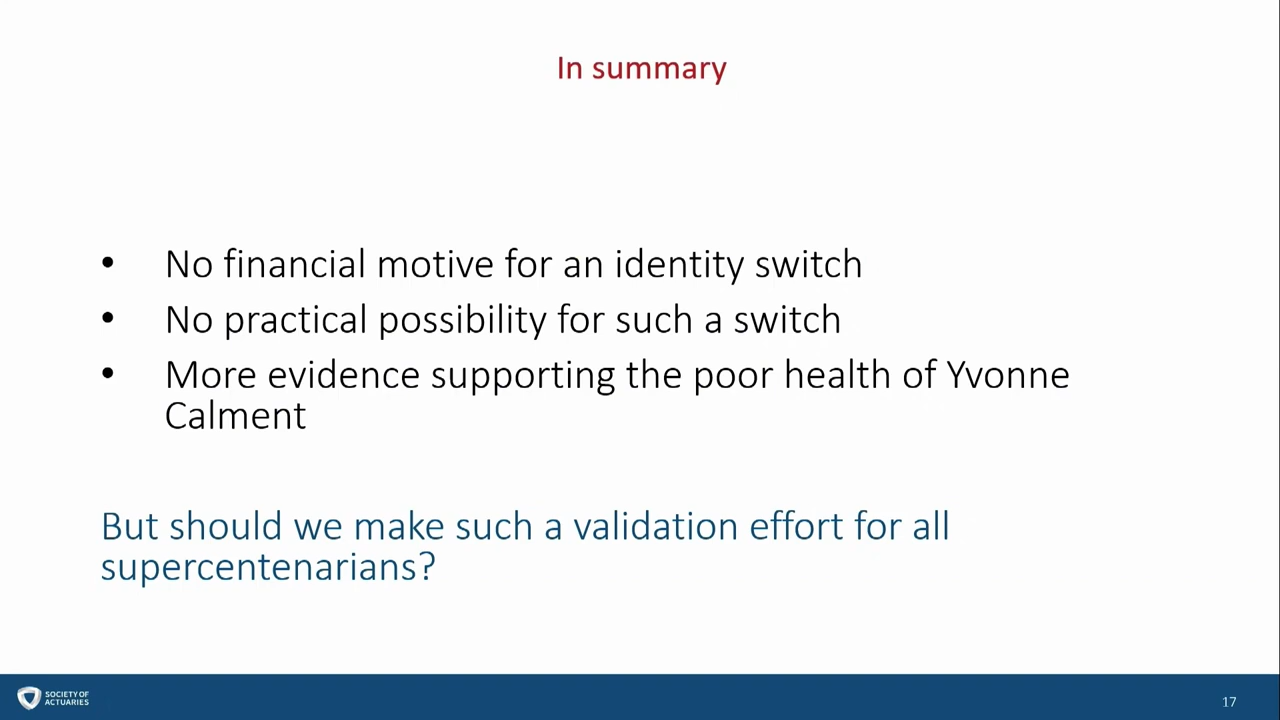 In summary
• No financial motive for an identity switch
• No practical possibility for such a switch
• More evidence supporting the poor health of Yvonne
Calment
But should we make such a validation effort for all
supercentenarians?
SOCIETY OF
ACTUARIES
17